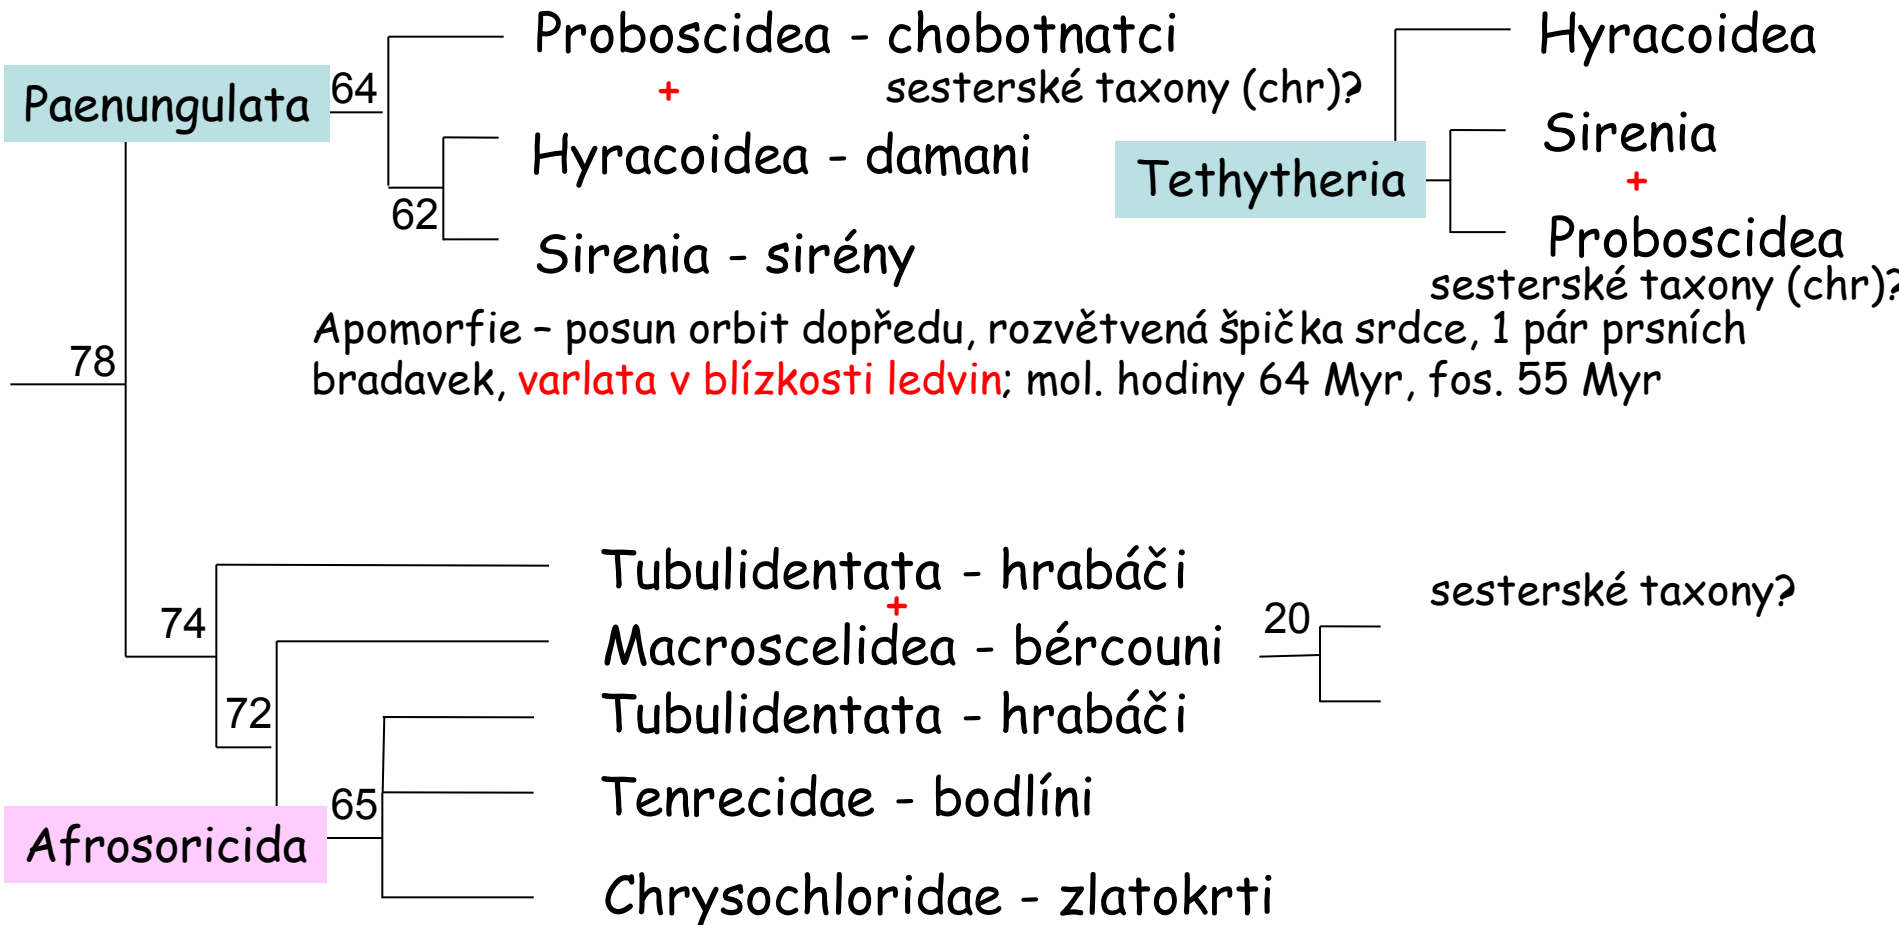 Proboscidea - chobotnatci
Hyracoidea
64
Paenungulata
+
sesterské taxony (chr)?
Sirenia
Hyracoidea - damani
Tethytheria
+
62
Proboscidea
Sirenia - sirény
sesterské taxony (chr)?
Apomorfie – posun orbit dopředu, rozvětvená špička srdce, 1 pár prsních
78
bradavek, varlata v blízkosti ledvin; mol. hodiny 64 Myr, fos. 55 Myr
Tubulidentata - hrabáči
sesterské taxony?
+
74
20
Macroscelidea - bércouni
72
Tubulidentata - hrabáči
65
Tenrecidae - bodlíni
Afrosoricida
Chrysochloridae - zlatokrti